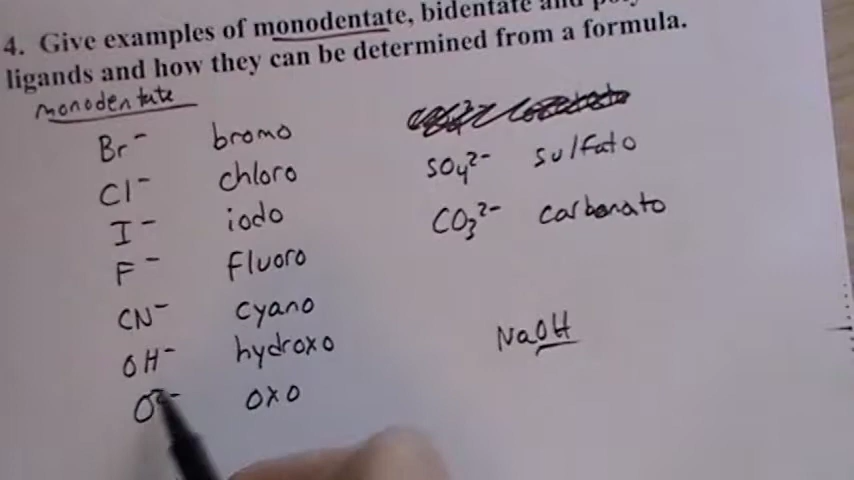 4. Give examples of monodentate, bidentate and
ligands and how they can be determined from a formula.
monodentate
Br⁻ bromo
Cl⁻ chloro
I⁻ iodo
F⁻ fluoro
CN⁻ cyano
OH⁻ hydroxo
O²⁻ oxo
SO₄²⁻ sulfato
CO₃²⁻ carbonato
NaOH